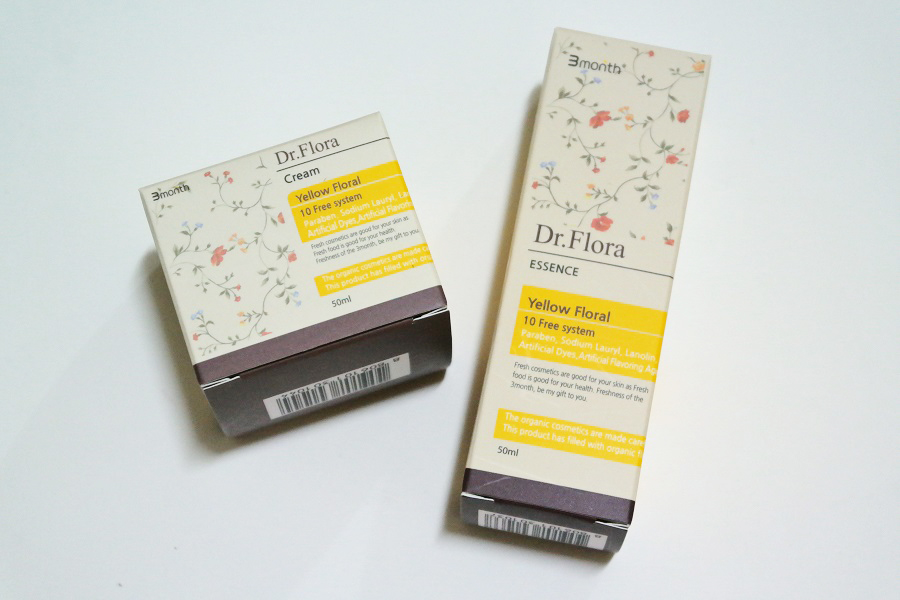 3month
Dr.Flora
Cream
Yellow Floral
10 Free system
Paraben, Sodium Lauryl,
Artificial Dyes,Artificial
Fresh cosmetics are good for your skin as
Fresh food is good for your health.
Freshness of the 3month, be my gift to you.
The organic cosmetics are made
This product has filled with
50ml
3month
Dr.Flora
ESSENCE
Yellow Floral
10 Free system
Paraben, Sodium Lauryl, Lanolin
Artificial Dyes,Artificial Flavoring
Fresh cosmetics are good for your skin as Fresh
food is good for your health. Freshness of the
3month, be my gift to you.
The organic cosmetics are made
This product has filled with organic
50ml